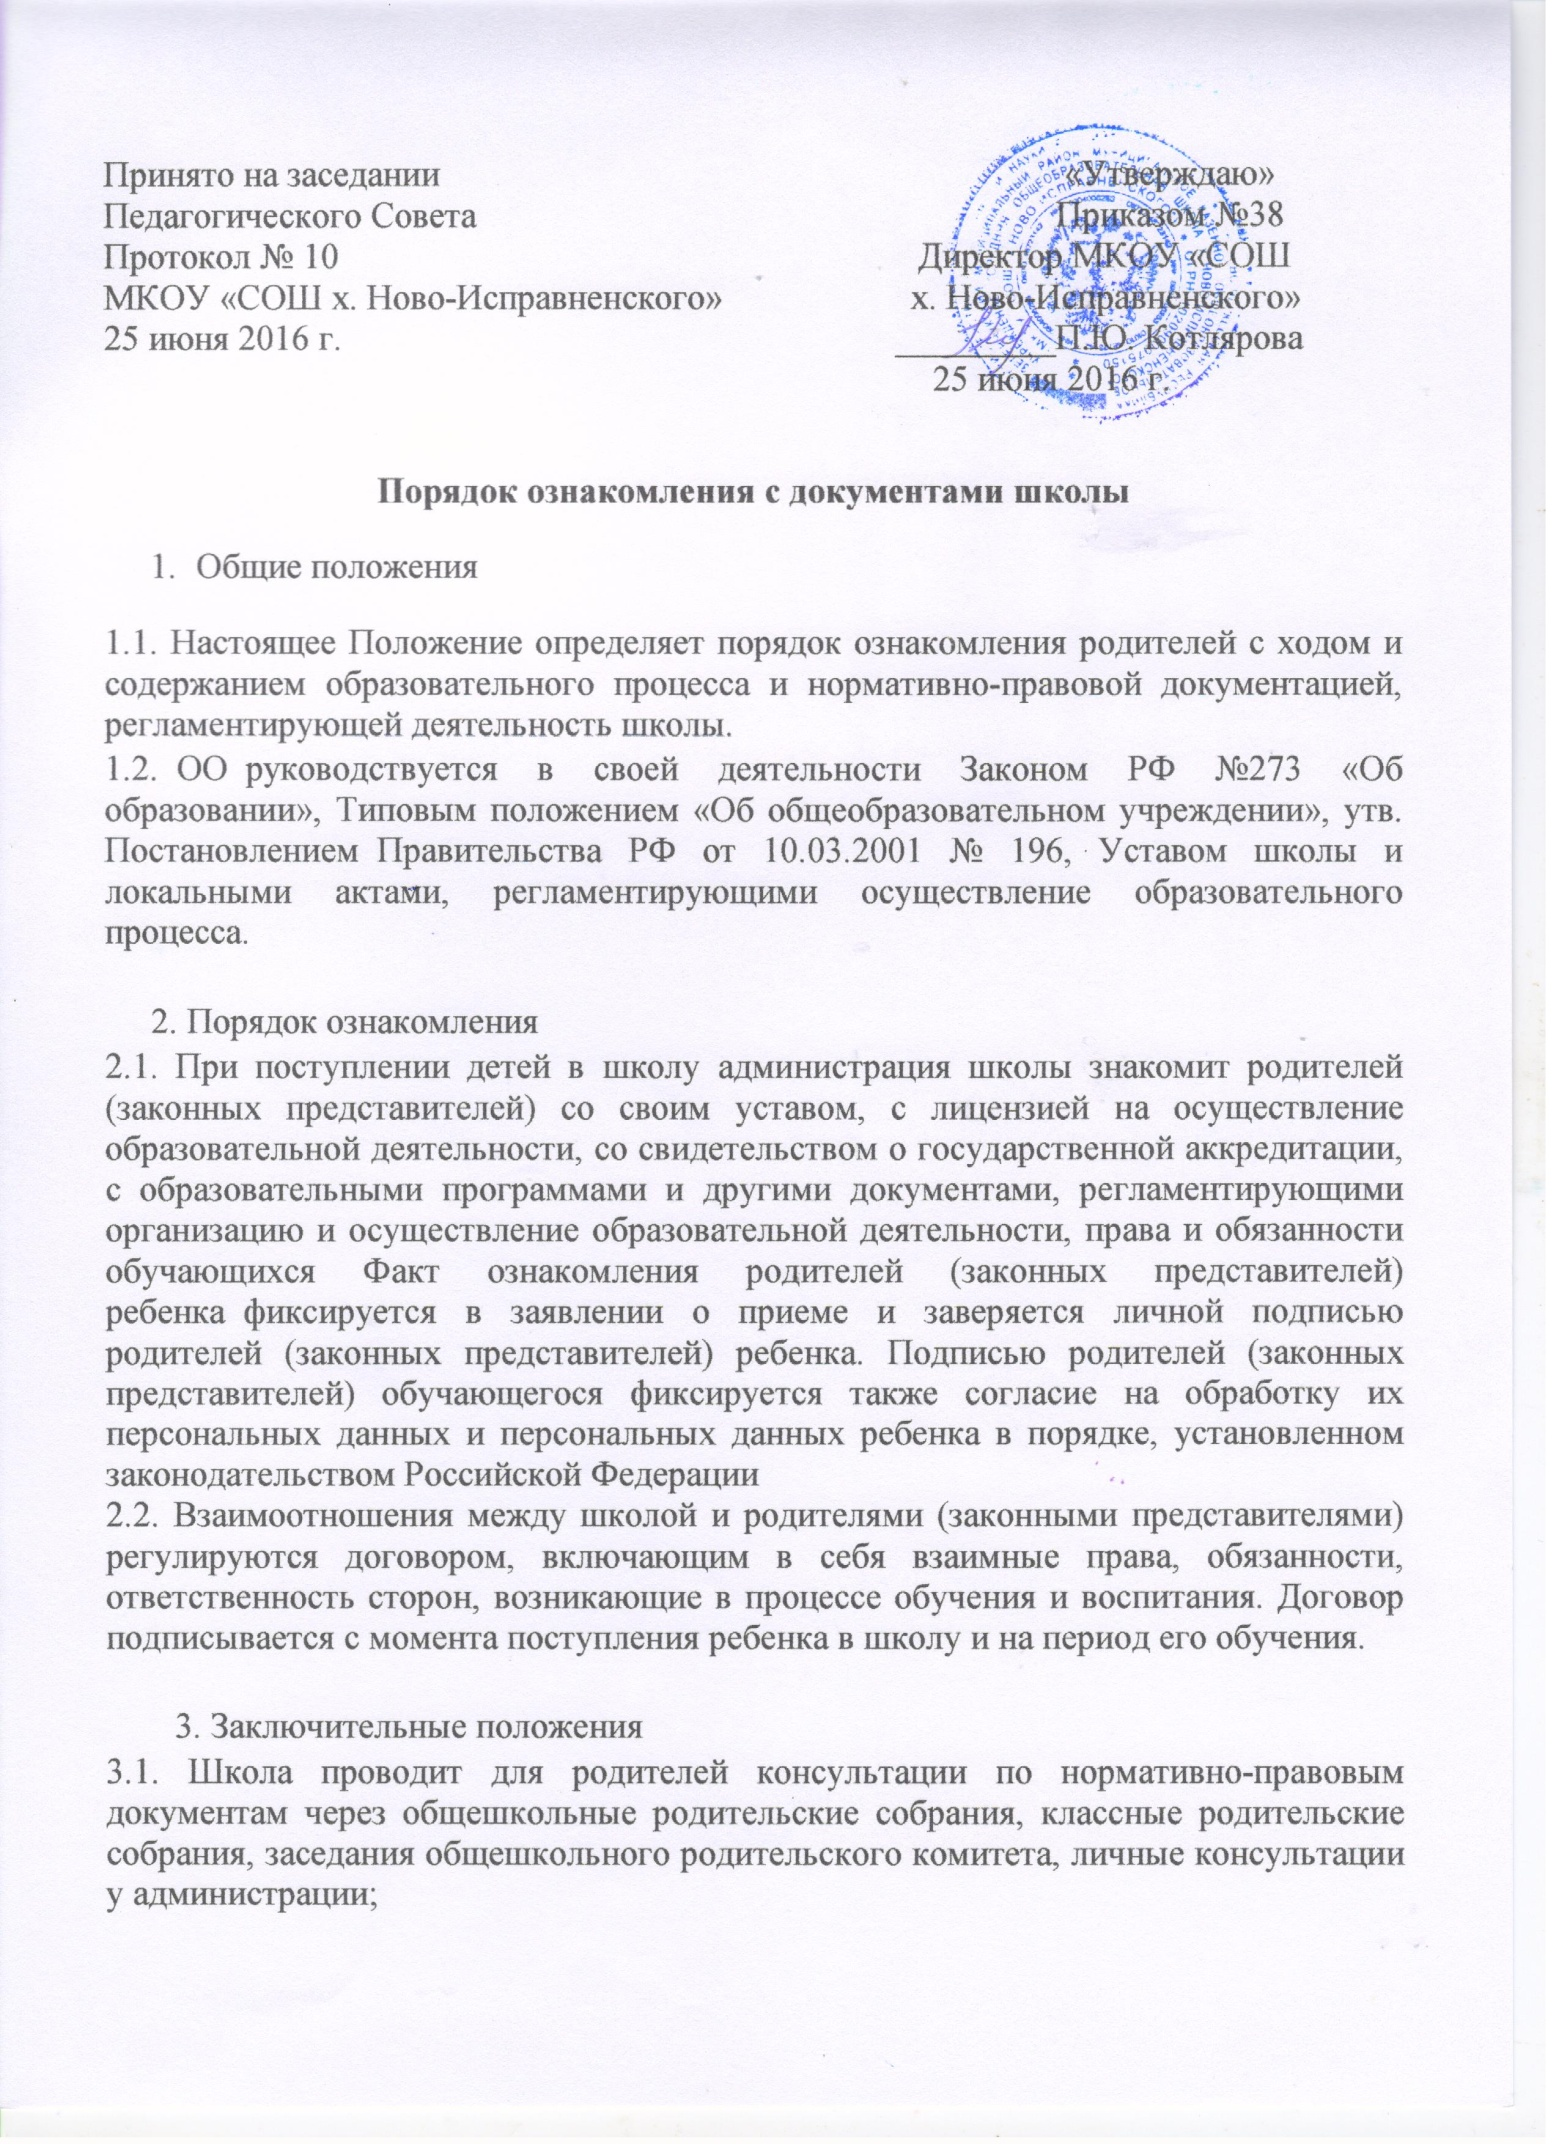 Принято на заседании «Утверждаю»
Педагогического Совета Приказом №38
Протокол № 10 Директор МКОУ «СОШ
МКОУ «СОШ х. Ново-Исправненского» х. Ново-Исправненского»
25 июня 2016 г. __________П.Ю. Котлярова
25 июня 2016 г.
Порядок ознакомления с документами школы
1. Общие положения
1.1. Настоящее Положение определяет порядок ознакомления родителей с ходом и
содержанием образовательного процесса и нормативно-правовой документацией,
регламентирующей деятельность школы.
1.2. ОО руководствуется в своей деятельности Законом РФ №273 «Об
образовании», Типовым положением «Об общеобразовательном учреждении», утв.
Постановлением Правительства РФ от 10.03.2001 № 196, Уставом школы и
локальными актами, регламентирующими осуществление образовательного
процесса.
2. Порядок ознакомления
2.1. При поступлении детей в школу администрация школы знакомит родителей
(законных представителей) со своим уставом, с лицензией на осуществление
образовательной деятельности, со свидетельством о государственной аккредитации,
с образовательными программами и другими документами, регламентирующими
организацию и осуществление образовательной деятельности, права и обязанности
обучающихся Факт ознакомления родителей (законных представителей)
ребенка фиксируется в заявлении о приеме и заверяется личной подписью
родителей (законных представителей) ребенка. Подписью родителей (законных
представителей) обучающегося фиксируется также согласие на обработку их
персональных данных и персональных данных ребенка в порядке, установленном
законодательством Российской Федерации
2.2. Взаимоотношения между школой и родителями (законными представителями)
регулируются договором, включающим в себя взаимные права, обязанности,
ответственность сторон, возникающие в процессе обучения и воспитания. Договор
подписывается с момента поступления ребенка в школу и на период его обучения.
3. Заключительные положения
3.1. Школа проводит для родителей консультации по нормативно-правовым
документам через общешкольные родительские собрания, классные родительские
собрания, заседания общешкольного родительского комитета, личные консультации
у администрации;